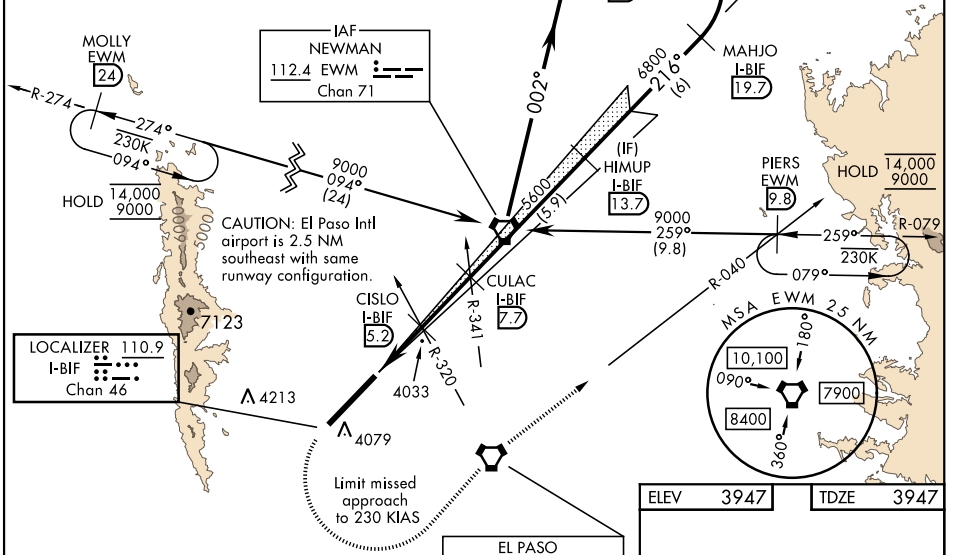 MOLLY
EWM
24
R-274
274°
230K
094°
HOLD 14,000
9000
9000
094°
(24)
IAF
NEWMAN
112.4 EWM
Chan 71
002°
6800
216°
(6)
MAHJO
I-BIF
19.7
(IF)
HIMUP
I-BIF
13.7
5600
(5.9)
PIERS
EWM
9.8
HOLD 14,000
9000
R-079
259°
230K
079°
9000
259°
(9.8)
R-040
6000
5000
CAUTION: El Paso Intl
airport is 2.5 NM
southeast with same
runway configuration.
CISLO
I-BIF
5.2
CULAC
I-BIF
7.7
R-341
R-320
7123
LOCALIZER 110.9
I-BIF
Chan 46
4213
4079
4033
Limit missed
approach
to 230 KIAS
MSA EWM 25 NM
180°
10,100
090°
7900
8400
360°
ELEV 3947
TDZE 3947
EL PASO